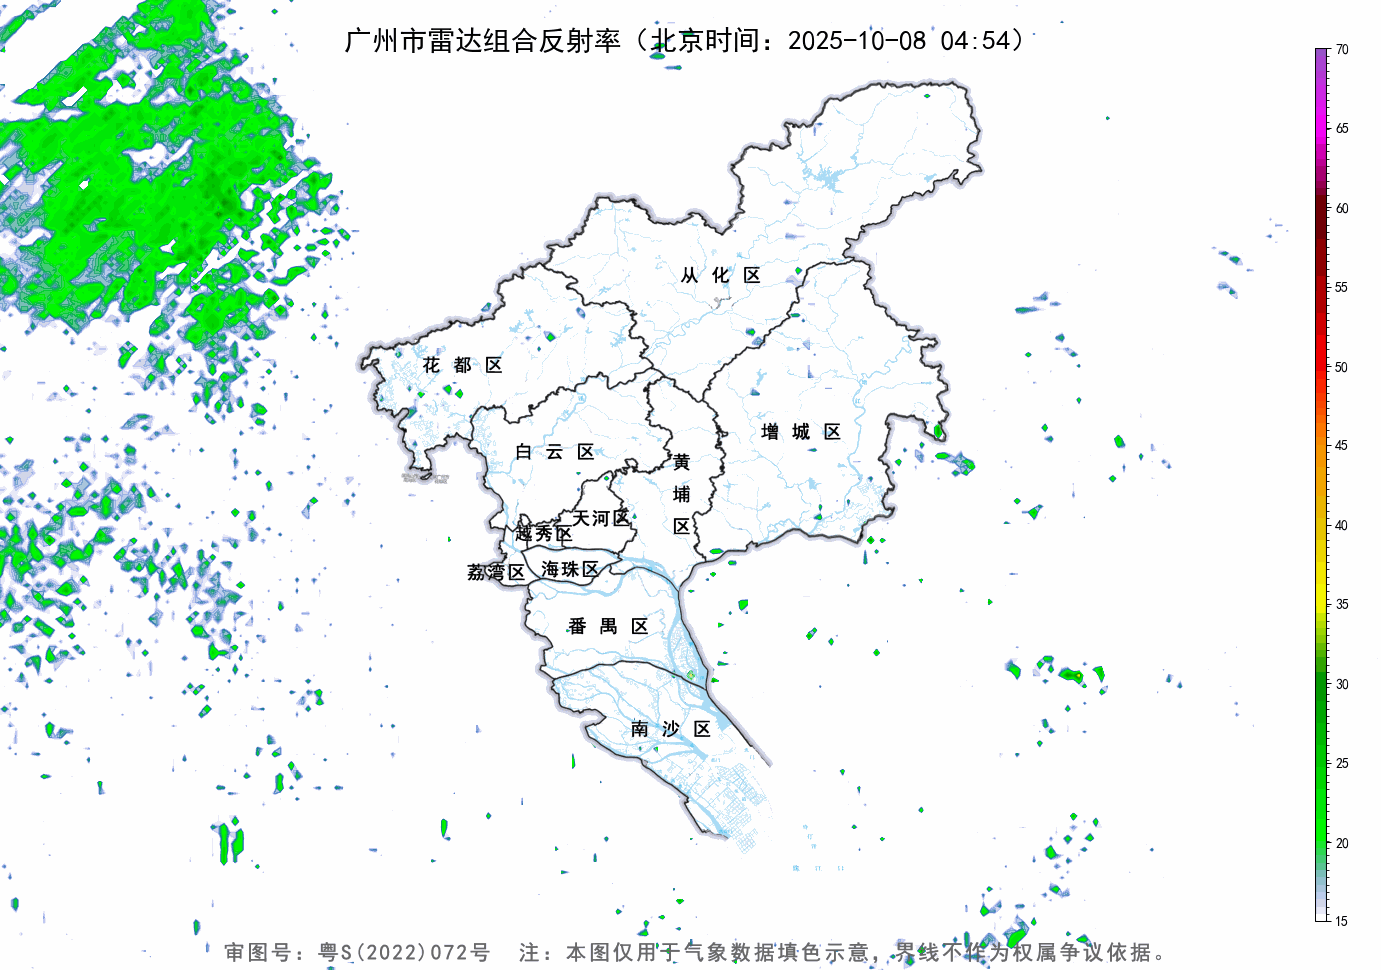 广州市雷达组合反射率（北京时间：2025-10-08 04:54）
70
65
60
55
50
45
40
35
30
25
20
15
从化区
花都区
增城区
白云区
黄埔区
天河区
越秀区
荔湾区
海珠区
番禺区
南沙区
审图号：粤S(2022)072号 注：本图仅用于气象数据填色示意，界线不作为权属争议依据。